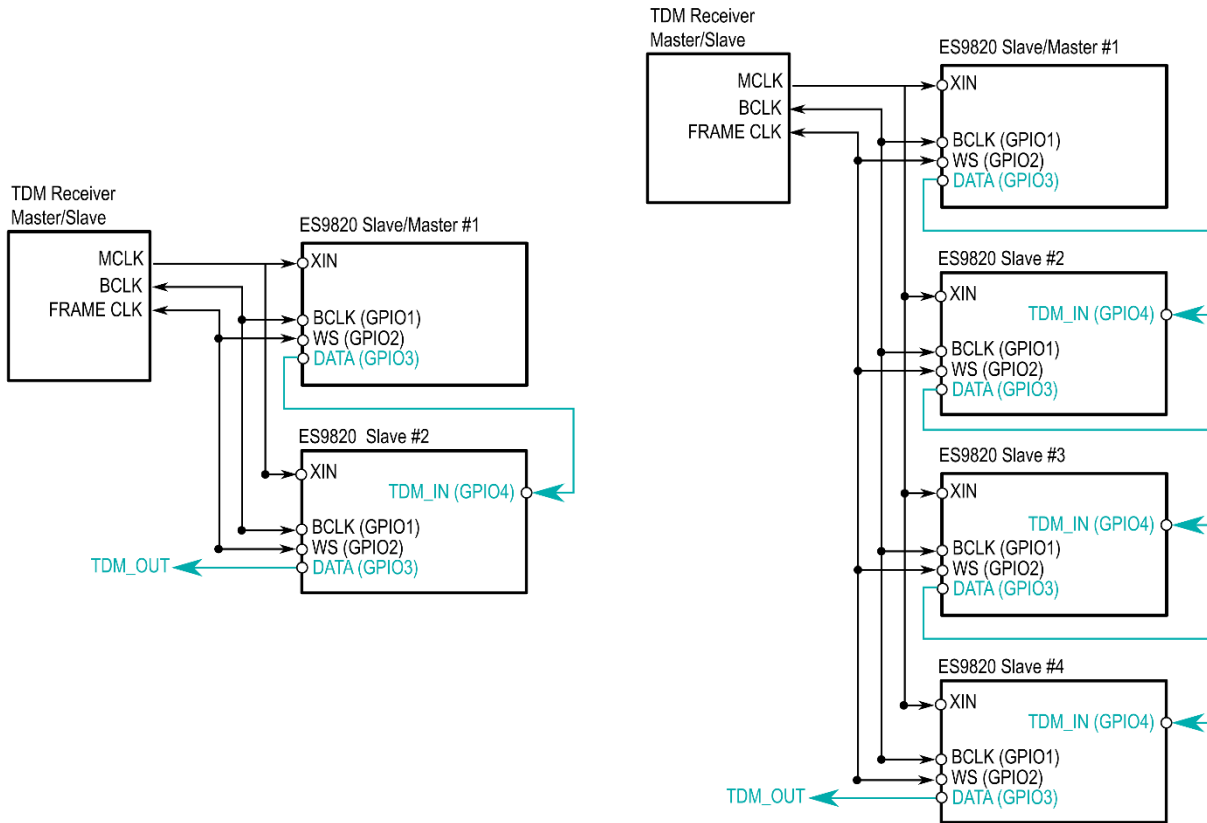 TDM Receiver
Master/Slave
MCLK
BCLK
FRAME CLK
ES9820 Slave/Master #1
XIN
BCLK (GPIO1)
WS (GPIO2)
DATA (GPIO3)
ES9820 Slave #2
XIN
TDM_IN (GPIO4)
BCLK (GPIO1)
WS (GPIO2)
DATA (GPIO3)
TDM_OUT
TDM Receiver
Master/Slave
MCLK
BCLK
FRAME CLK
ES9820 Slave/Master #1
XIN
BCLK (GPIO1)
WS (GPIO2)
DATA (GPIO3)
ES9820 Slave #2
XIN
TDM_IN (GPIO4)
BCLK (GPIO1)
WS (GPIO2)
DATA (GPIO3)
ES9820 Slave #3
XIN
TDM_IN (GPIO4)
BCLK (GPIO1)
WS (GPIO2)
DATA (GPIO3)
ES9820 Slave #4
XIN
TDM_IN (GPIO4)
BCLK (GPIO1)
WS (GPIO2)
DATA (GPIO3)
TDM_OUT